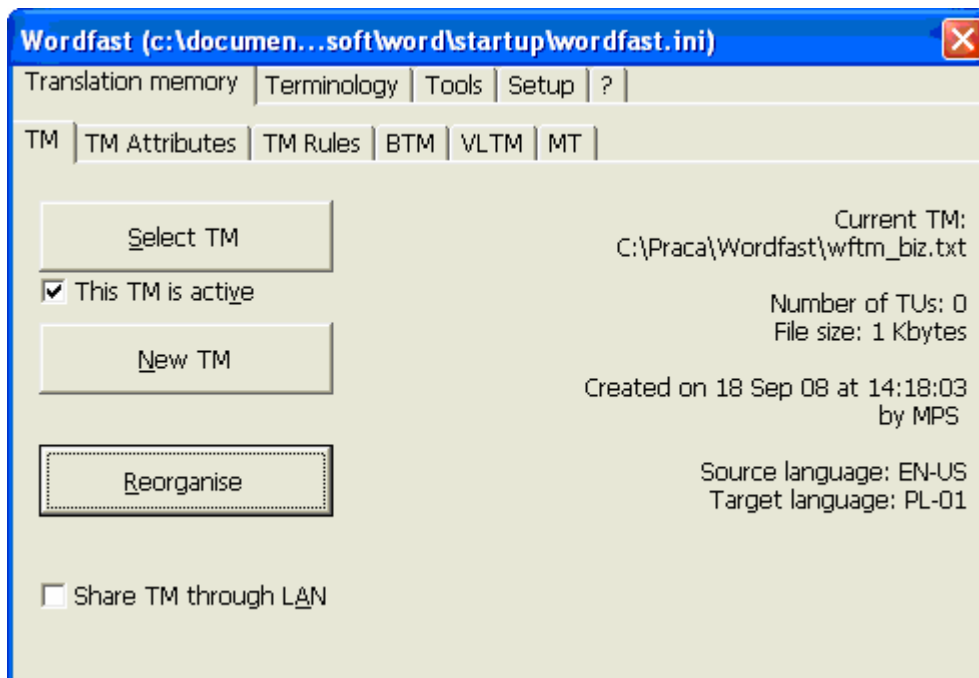 Wordfast (c:\documen...soft\word\startup\wordfast.ini)
Translation memory Terminology Tools Setup ?
TM TM Attributes TM Rules BTM VLTM MT
Select TM
This TM is active
New TM
Reorganise
Share TM through LAN
Current TM:
C:\Praca\Wordfast\wftm_biz.txt
Number of TUs: 0
File size: 1 Kbytes
Created on 18 Sep 08 at 14:18:03
by MPS
Source language: EN-US
Target language: PL-01